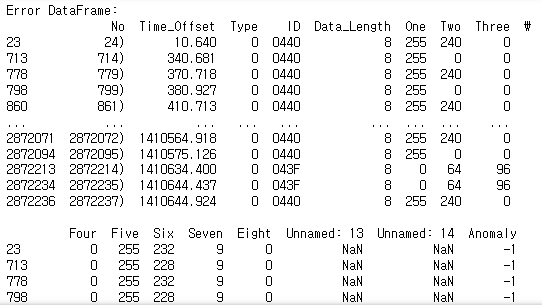 Error DataFrame:
No Time_Offset Type ID Data_Length One Two Three ₩
23 24) 10.640 0 0440 8 255 240 0
713 714) 340.681 0 0440 8 255 0 0
778 779) 370.718 0 0440 8 255 240 0
798 799) 380.927 0 0440 8 255 0 0
860 861) 410.713 0 0440 8 255 240 0
... ... ... ... ... ... ... ... ...
2872071 2872072) 1410564.918 0 0440 8 255 240 0
2872094 2872095) 1410575.126 0 0440 8 255 0 0
2872213 2872214) 1410634.400 0 043F 8 0 64 96
2872234 2872235) 1410644.437 0 043F 8 0 64 96
2872236 2872237) 1410644.924 0 0440 8 255 240 0
Four Five Six Seven Eight Unnamed: 13 Unnamed: 14 Anomaly
23 0 255 232 9 0 NaN NaN -1
713 0 255 228 9 0 NaN NaN -1
778 0 255 232 9 0 NaN NaN -1
798 0 255 228 9 0 NaN NaN -1